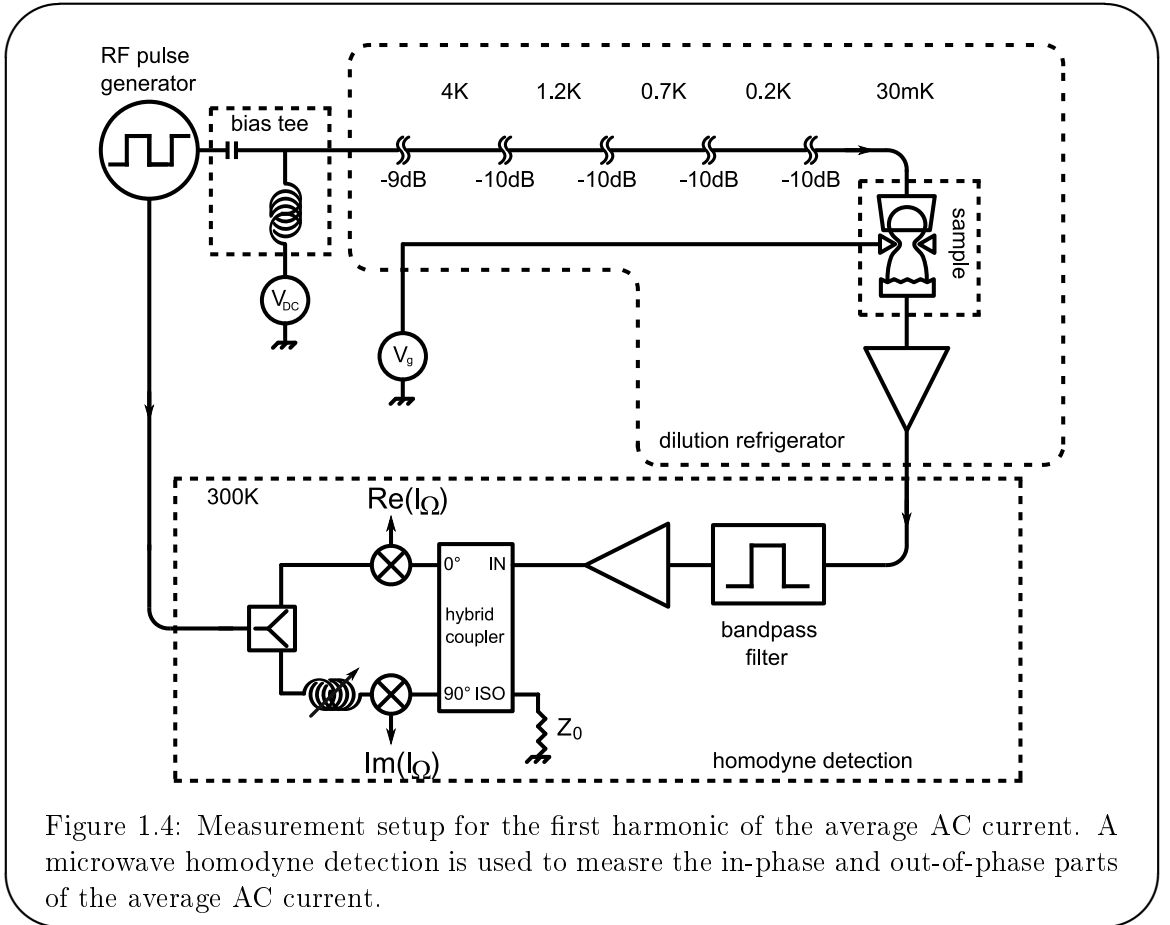 RF pulse
generator
bias tee
4K 1.2K 0.7K 0.2K 30mK
-9dB -10dB -10dB -10dB -10dB
sample
VDC
Vg
dilution refrigerator
300K
Re(IΩ)
0° IN
hybrid
coupler
90° ISO
bandpass
filter
Z0
Im(IΩ)
homodyne detection
Figure 1.4: Measurement setup for the first harmonic of the average AC current. A
microwave homodyne detection is used to measre the in-phase and out-of-phase parts
of the average AC current.